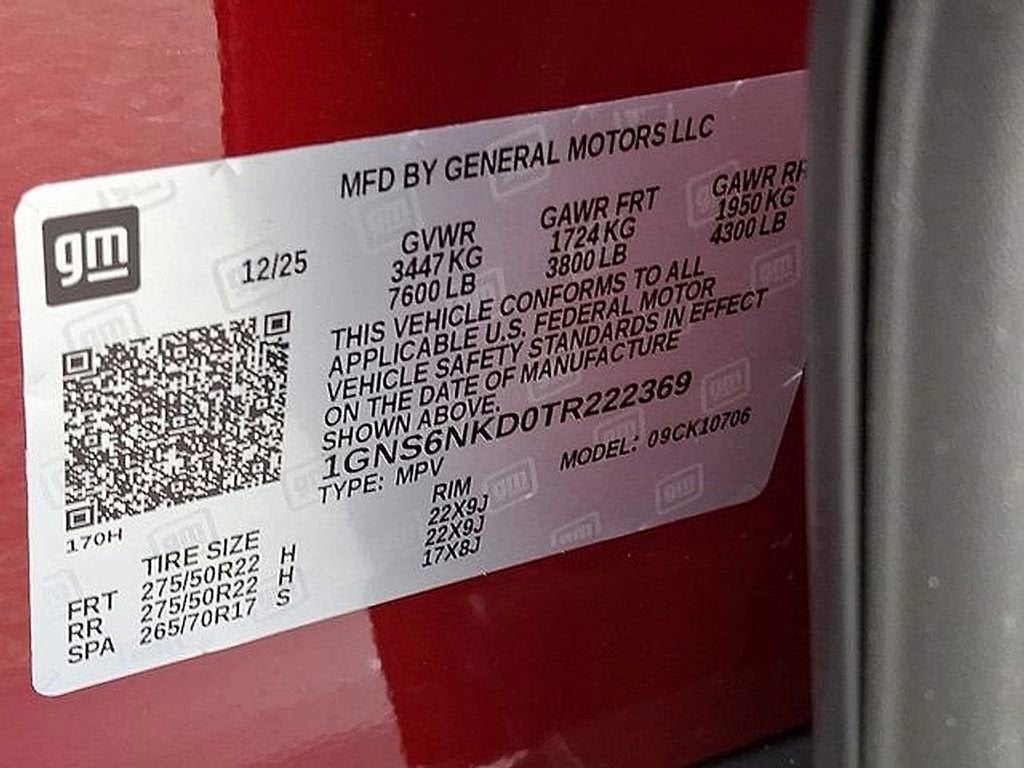 MFD BY GENERAL MOTORS LLC
gm
12/25
GVWR GAWR FRT GAWR
3447 KG 1724 KG 1950 KG
7600 LB 3800 LB 4300 LB
THIS VEHICLE CONFORMS TO ALL
APPLICABLE U.S. FEDERAL MOTOR
VEHICLE SAFETY STANDARDS IN EFFECT
ON THE DATE OF MANUFACTURE
SHOWN ABOVE.
1GNS6NKD0TR222369
TYPE: MPV MODEL: 09CK10706
170H
TIRE SIZE RIM
FRT 275/50R22 H 22X9J
RR 275/50R22 H 22X9J
SPA 265/70R17 S 17X8J